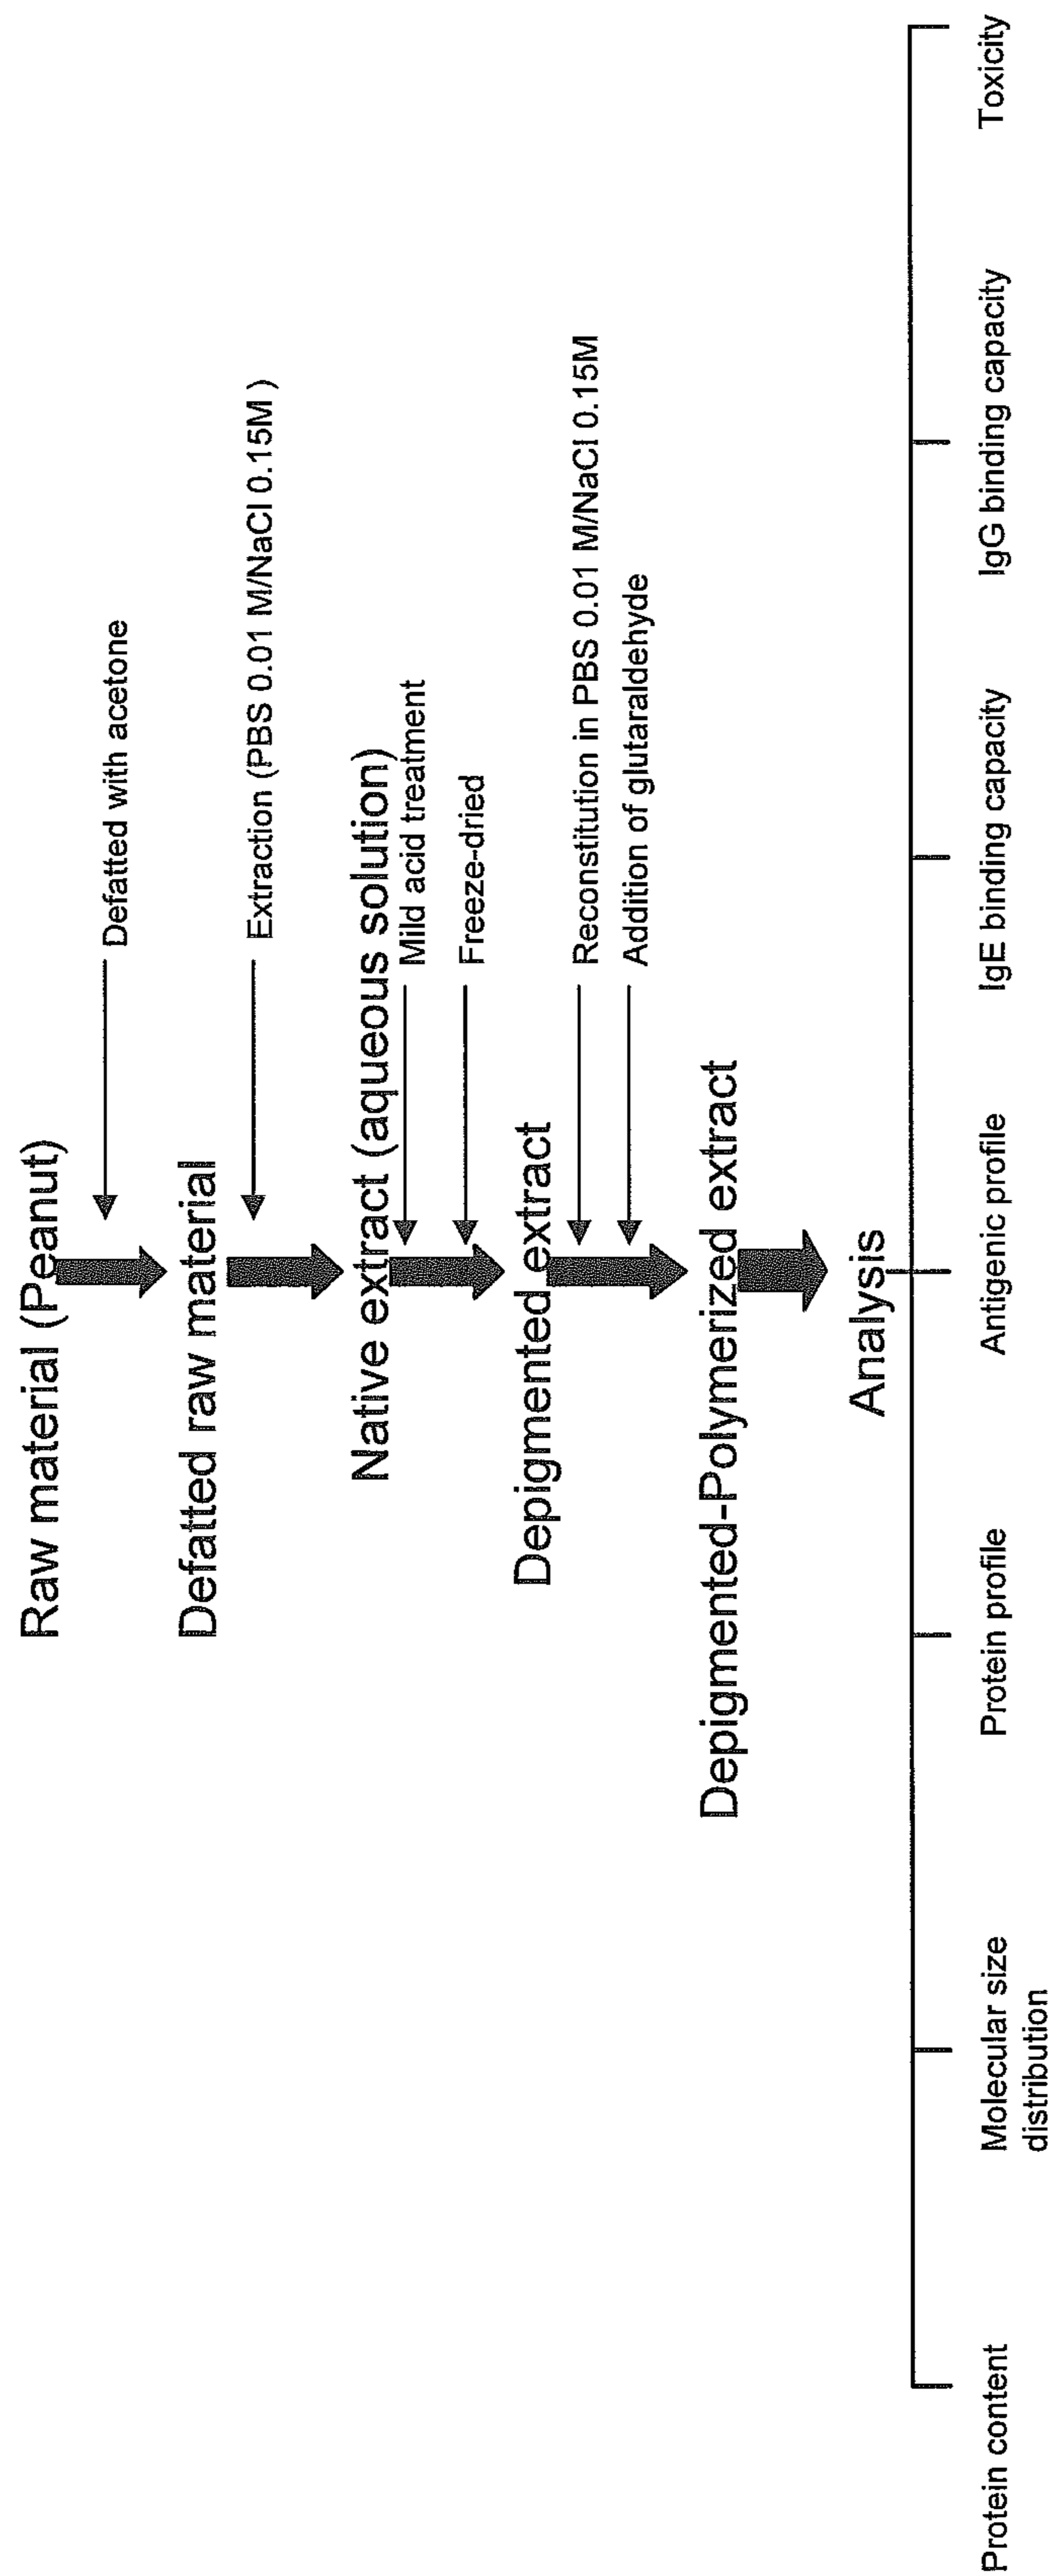 Raw material (Peanut)
Defatted with acetone
Defatted raw material
Extraction (PBS 0.01 M/NaCl 0.15M )
Native extract (aqueous solution)
Mild acid treatment
Freeze-dried
Depigmented extract
Reconstitution in PBS 0.01 M/NaCl 0.15M
Addition of glutaraldehyde
Depigmented-Polymerized extract
Analysis
Protein content
Molecular size
distribution
Protein profile
Antigenic profile
IgE binding capacity
IgG binding capacity
Toxicity